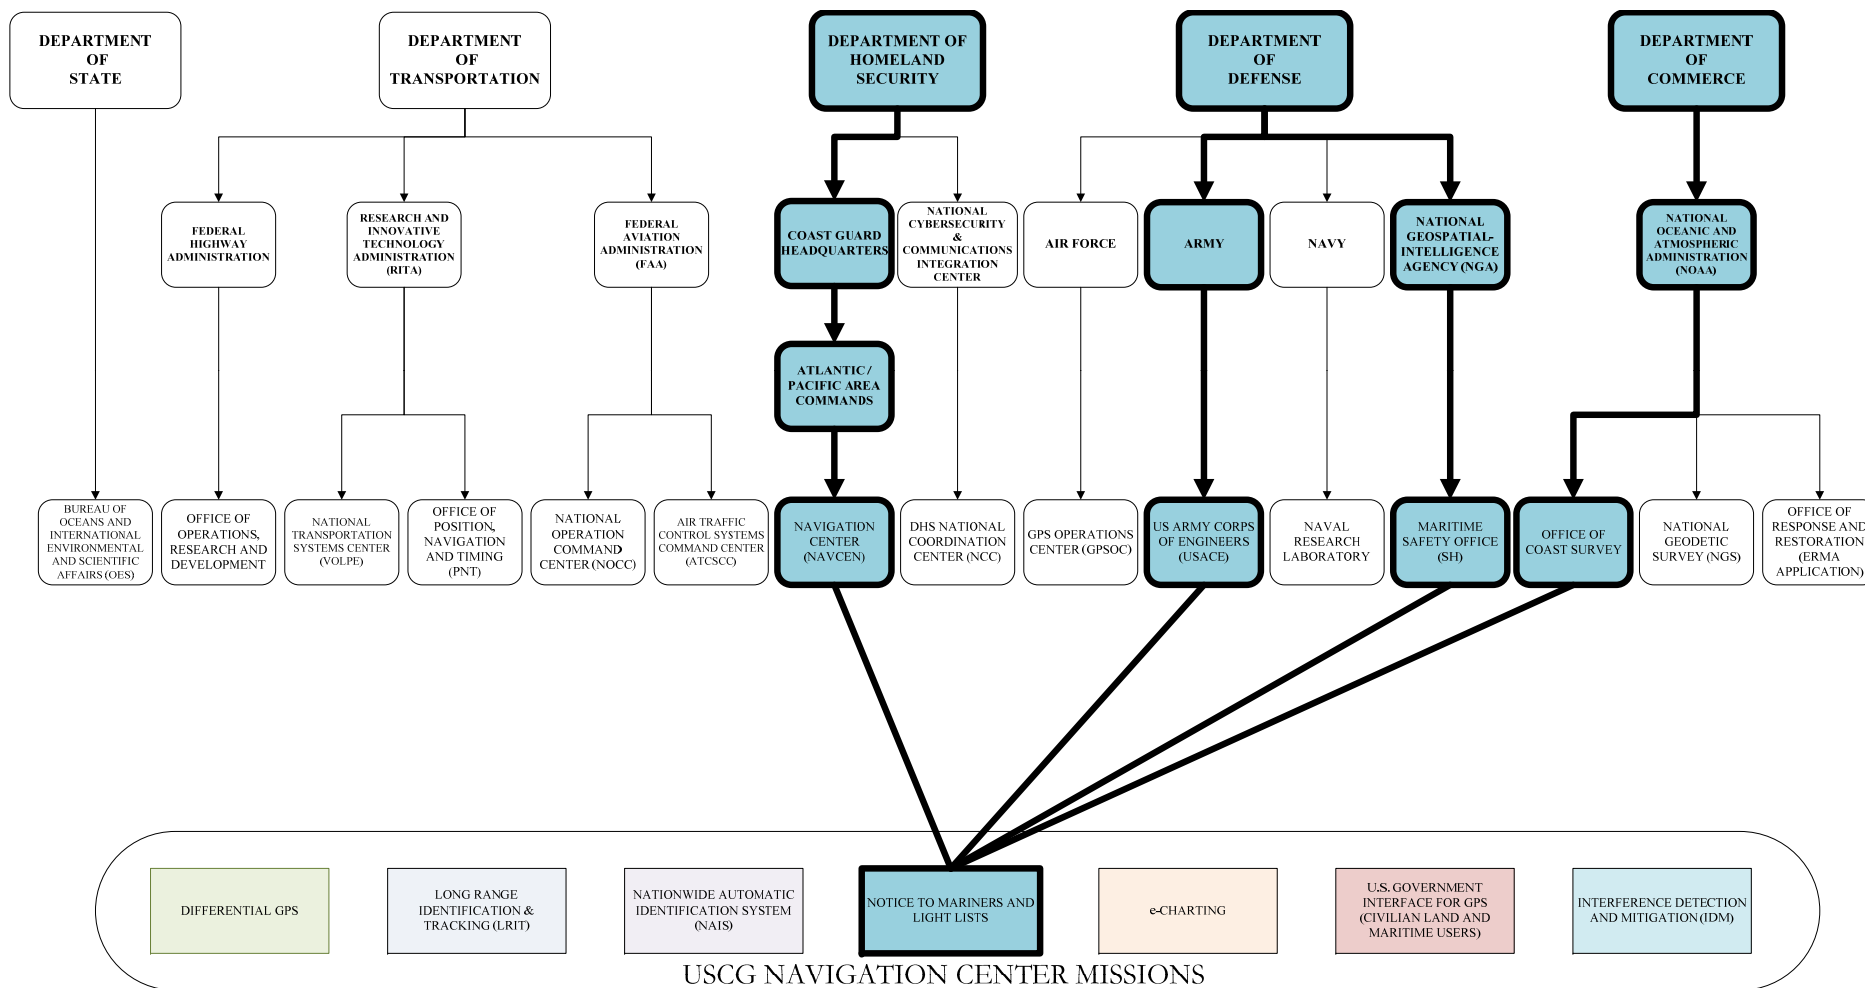 DEPARTMENT
OF
STATE
DEPARTMENT
OF
TRANSPORTATION
DEPARTMENT OF
HOMELAND
SECURITY
DEPARTMENT
OF
DEFENSE
DEPARTMENT
OF
COMMERCE
FEDERAL
HIGHWAY
ADMINISTRATION
RESEARCH AND
INNOVATIVE
TECHNOLOGY
ADMINISTRATION
(RITA)
FEDERAL
AVIATION
ADMINISTRATION
(FAA)
COAST GUARD
HEADQUARTERS
NATIONAL
CYBERSECURITY
&
COMMUNICATIONS
INTEGRATION
CENTER
AIR FORCE
ARMY
NAVY
NATIONAL
GEOSPATIAL-
INTELLIGENCE
AGENCY (NGA)
NATIONAL
OCEANIC AND
ATMOSPHERIC
ADMINISTRATION
(NOAA)
ATLANTIC /
PACIFIC AREA
COMMANDS
BUREAU OF
OCEANS AND
INTERNATIONAL
ENVIRONMENTAL
AND SCIENTIFIC
AFFAIRS (OES)
OFFICE OF
OPERATIONS,
RESEARCH AND
DEVELOPMENT
NATIONAL
TRANSPORTATION
SYSTEMS CENTER
(VOLPE)
OFFICE OF
POSITION,
NAVIGATION
AND TIMING
(PNT)
NATIONAL
OPERATION
COMMAND
CENTER (NOCC)
AIR TRAFFIC
CONTROL SYSTEMS
COMMAND CENTER
(ATCSCC)
NAVIGATION
CENTER
(NAVCEN)
DHS NATIONAL
COORDINATION
CENTER (NCC)
GPS OPERATIONS
CENTER (GPSOC)
US ARMY CORPS
OF ENGINEERS
(USACE)
NAVAL
RESEARCH
LABORATORY
MARITIME
SAFETY OFFICE
(SH)
OFFICE OF
COAST SURVEY
NATIONAL
GEODETIC
SURVEY (NGS)
OFFICE OF
RESPONSE AND
RESTORATION
(ERMA
APPLICATION)
DIFFERENTIAL GPS
LONG RANGE
IDENTIFICATION &
TRACKING (LRIT)
NATIONWIDE AUTOMATIC
IDENTIFICATION SYSTEM
(NAIS)
NOTICE TO MARINERS AND
LIGHT LISTS
e-CHARTING
U.S. GOVERNMENT
INTERFACE FOR GPS
(CIVILIAN LAND AND
MARITIME USERS)
INTERFERENCE DETECTION
AND MITIGATION (IDM)
USCG NAVIGATION CENTER MISSIONS